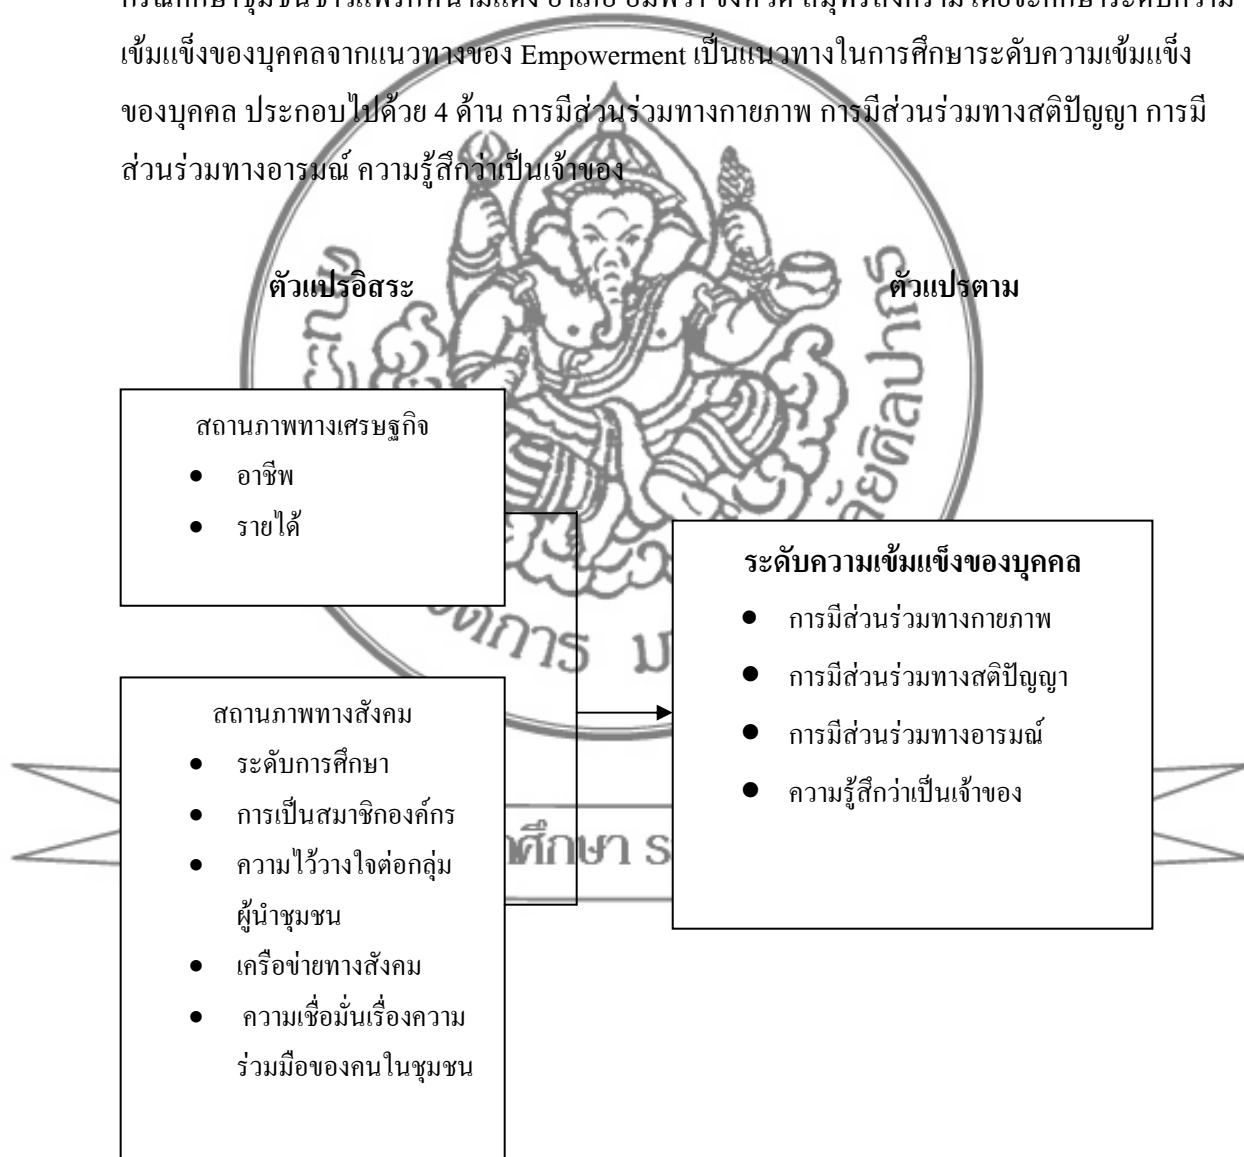 เข้มแข็งของบุคคลจากแนวทางของ Empowerment เป็นแนวทางในการศึกษาระดับความเข้มแข็ง
ของบุคคล ประกอบไปด้วย 4 ด้าน การมีส่วนร่วมทางกายภาพ การมีส่วนร่วมทางสติปัญญา การมี
ส่วนร่วมทางอารมณ์ ความรู้สึกว่าเป็นเจ้าของ
ตัวแปรอิสระ
ตัวแปรตาม
สถานภาพทางเศรษฐกิจ
● อาชีพ
● รายได้
สถานภาพทางสังคม
● ระดับการศึกษา
● การเป็นสมาชิกองค์กร
● ความไว้วางใจต่อกลุ่ม
ผู้นำชุมชน
● เครือข่ายทางสังคม
● ความเชื่อมั่นเรื่องความ
ร่วมมือของคนในชุมชน
ระดับความเข้มแข็งของบุคคล
● การมีส่วนร่วมทางกายภาพ
● การมีส่วนร่วมทางสติปัญญา
● การมีส่วนร่วมทางอารมณ์
● ความรู้สึกว่าเป็นเจ้าของ